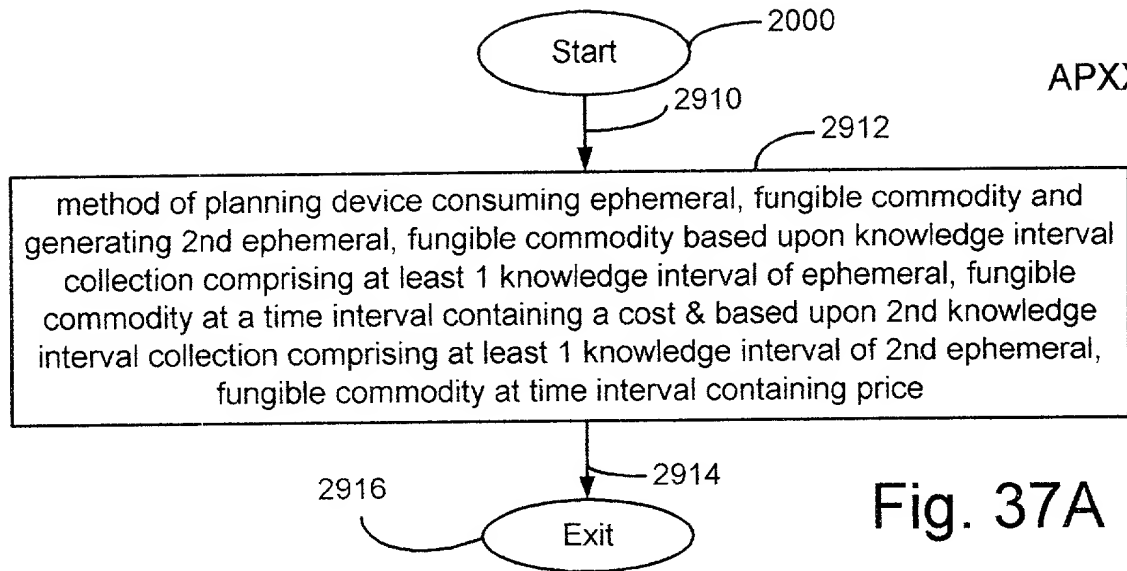 Start
2000
2910
APXX
2912
method of planning device consuming ephemeral, fungible commodity and
generating 2nd ephemeral, fungible commodity based upon knowledge interval
collection comprising at least 1 knowledge interval of ephemeral, fungible
commodity at a time interval containing a cost & based upon 2nd knowledge
interval collection comprising at least 1 knowledge interval of 2nd ephemeral,
fungible commodity at time interval containing price
2914
2916
Exit
Fig. 37A